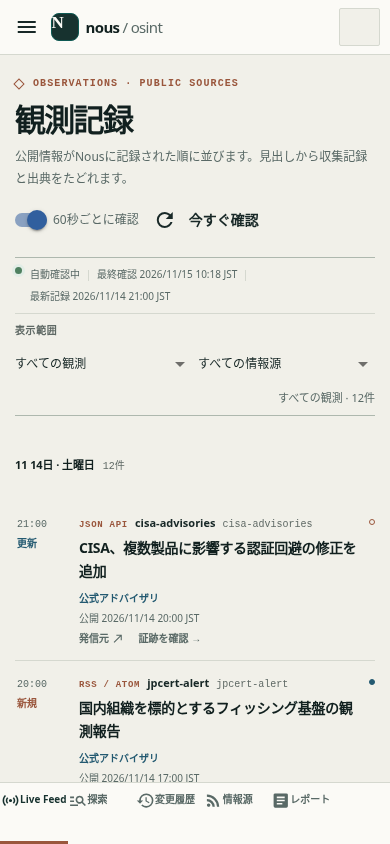 N nous / osint
OBSERVATIONS · PUBLIC SOURCES
観測記録
公開情報がNousに記録された順に並びます。見出しから収集記録
と出典をたどれます。
60秒ごとに確認 今すぐ確認
自動確認中 最終確認 2026/11/15 10:18 JST
最新記録 2026/11/14 21:00 JST
表示範囲
すべての観測 すべての情報源
すべての観測 · 12件
11 14日 · 土曜日 12件
21:00 JSON API cisa-advisories cisa-advisories
更新 CISA、複数製品に影響する認証回避の修正を
追加
公式アドバイザリ
公開 2026/11/14 20:00 JST
発信元 ↗ 証跡を確認 →
20:00 RSS / ATOM jpcert-alert jpcert-alert
新規 国内組織を標的とするフィッシング基盤の観
測報告
公式アドバイザリ
公開 2026/11/14 17:00 JST
Live Feed 探索 変更履歴 情報源 レポート